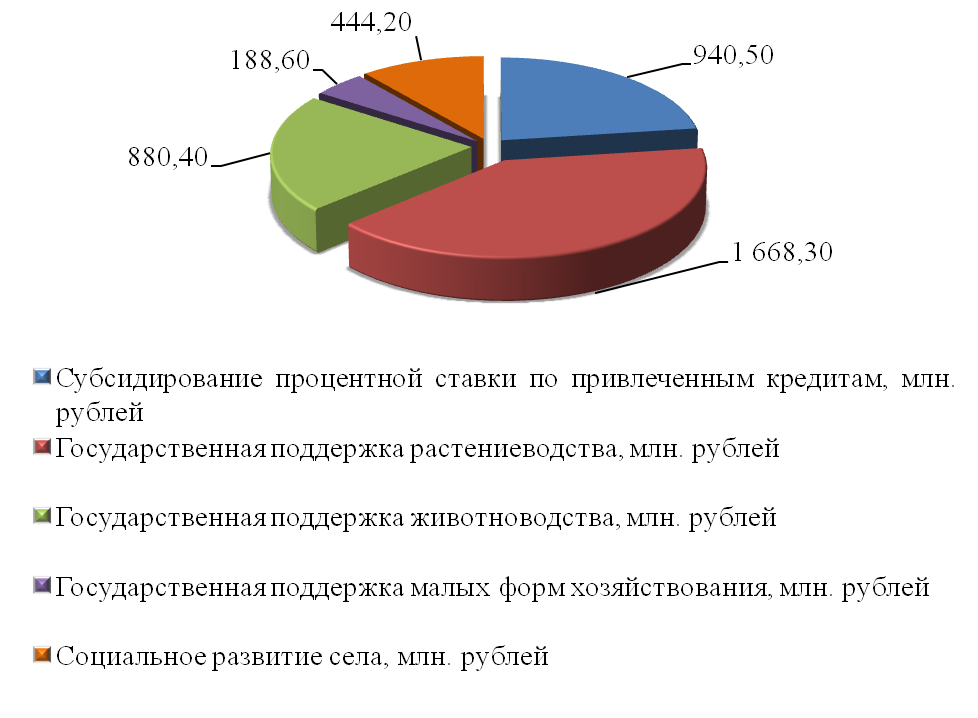 444,20
188,60
940,50
880,40
1 668,30
Субсидирование процентной ставки по привлеченным кредитам, млн.
рублей
Государственная поддержка растениеводства, млн. рублей
Государственная поддержка животноводства, млн. рублей
Государственная поддержка малых форм хозяйствования, млн. рублей
Социальное развитие села, млн. рублей